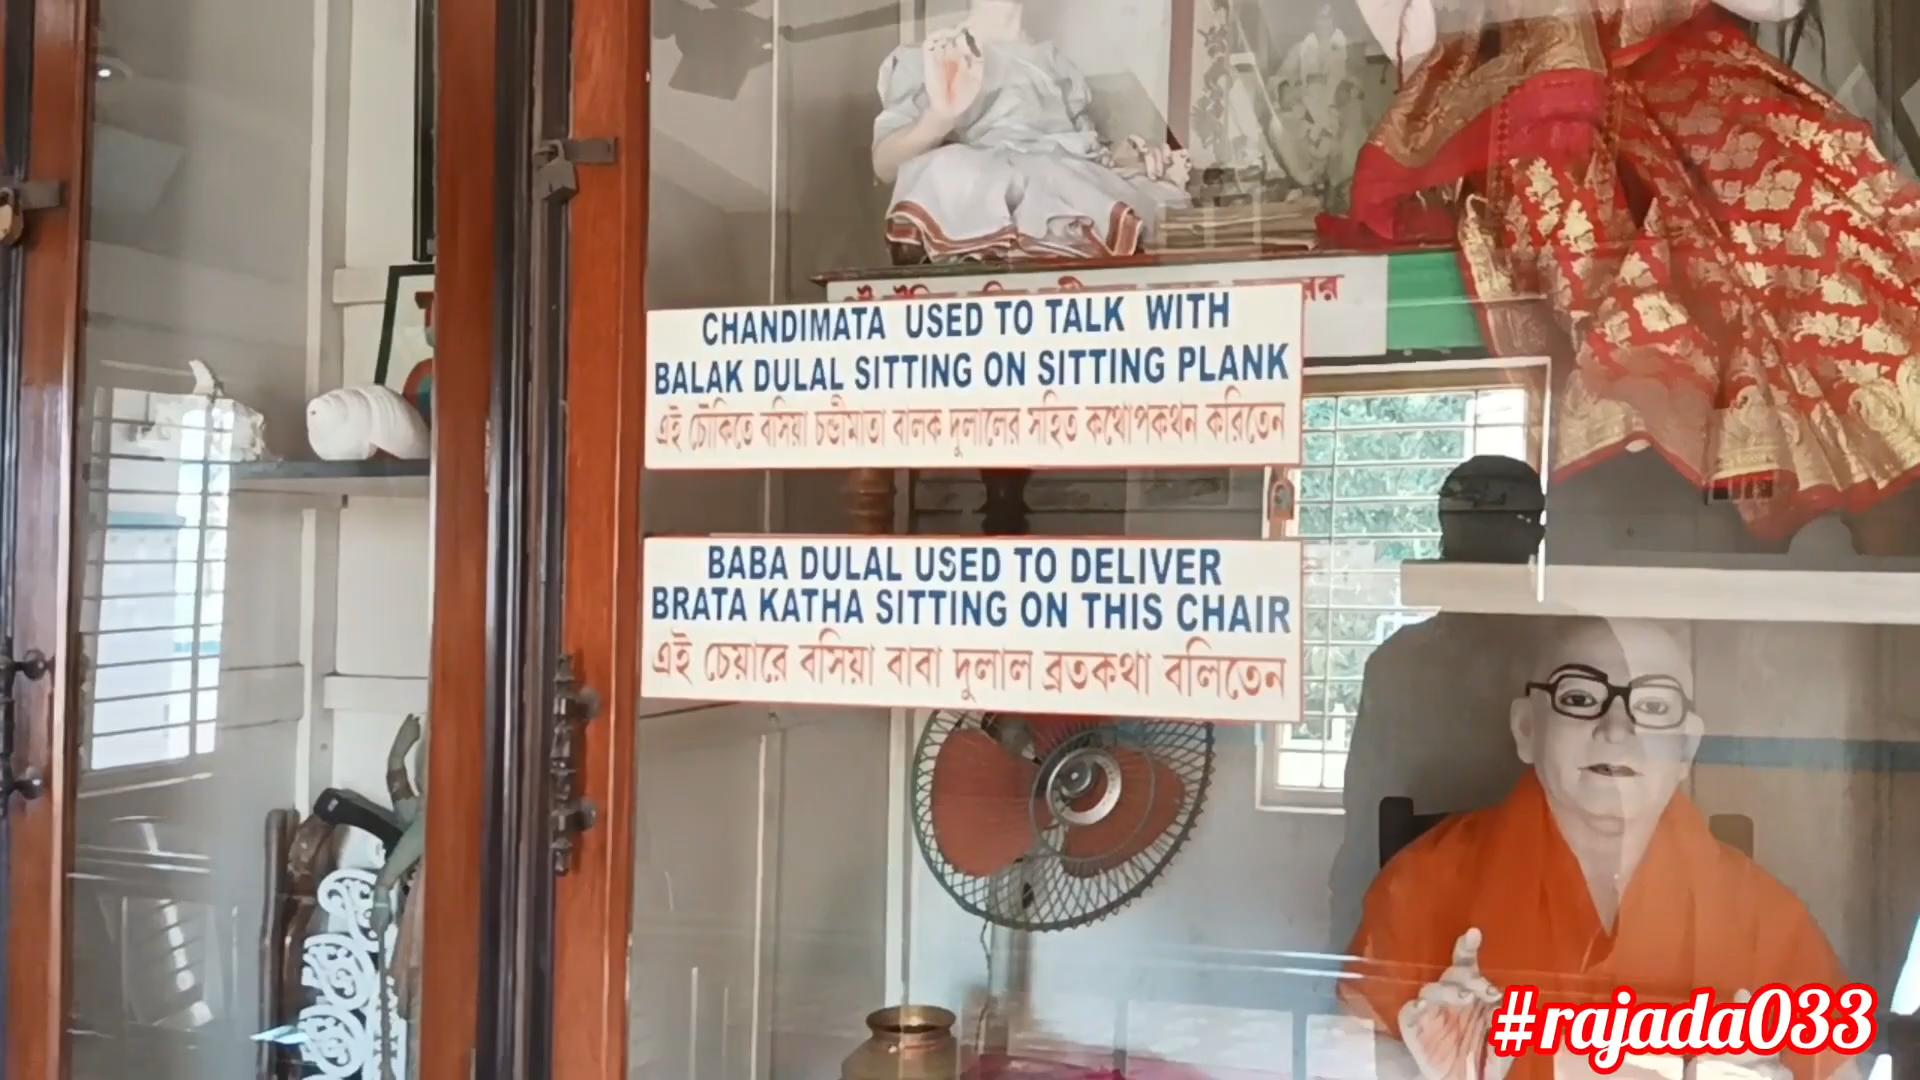 CHANDIMATA USED TO TALK WITH
BALAK DULAL SITTING ON SITTING PLANK
এই চৌকিতে বসিয়া চন্ডীমাতা বালক দুলালের সহিত কথোপকথন করিতেন
BABA DULAL USED TO DELIVER
BRATA KATHA SITTING ON THIS CHAIR
এই চেয়ারে বসিয়া বাবা দুলাল ব্রতকথা বলিতেন
#rajada033